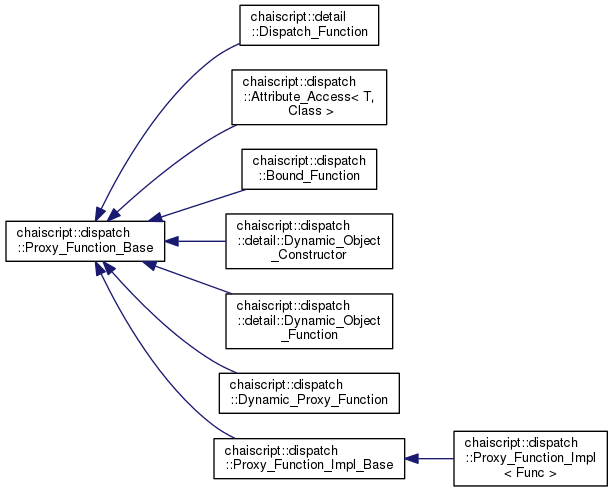 chaiscript::detail
::Dispatch_Function
chaiscript::dispatch
::Attribute_Access< T,
Class >
chaiscript::dispatch
::Bound_Function
chaiscript::dispatch
::Proxy_Function_Base
chaiscript::dispatch
::detail::Dynamic_Object
_Constructor
chaiscript::dispatch
::detail::Dynamic_Object
_Function
chaiscript::dispatch
::Dynamic_Proxy_Function
chaiscript::dispatch
::Proxy_Function_Impl_Base
chaiscript::dispatch
::Proxy_Function_Impl
< Func >